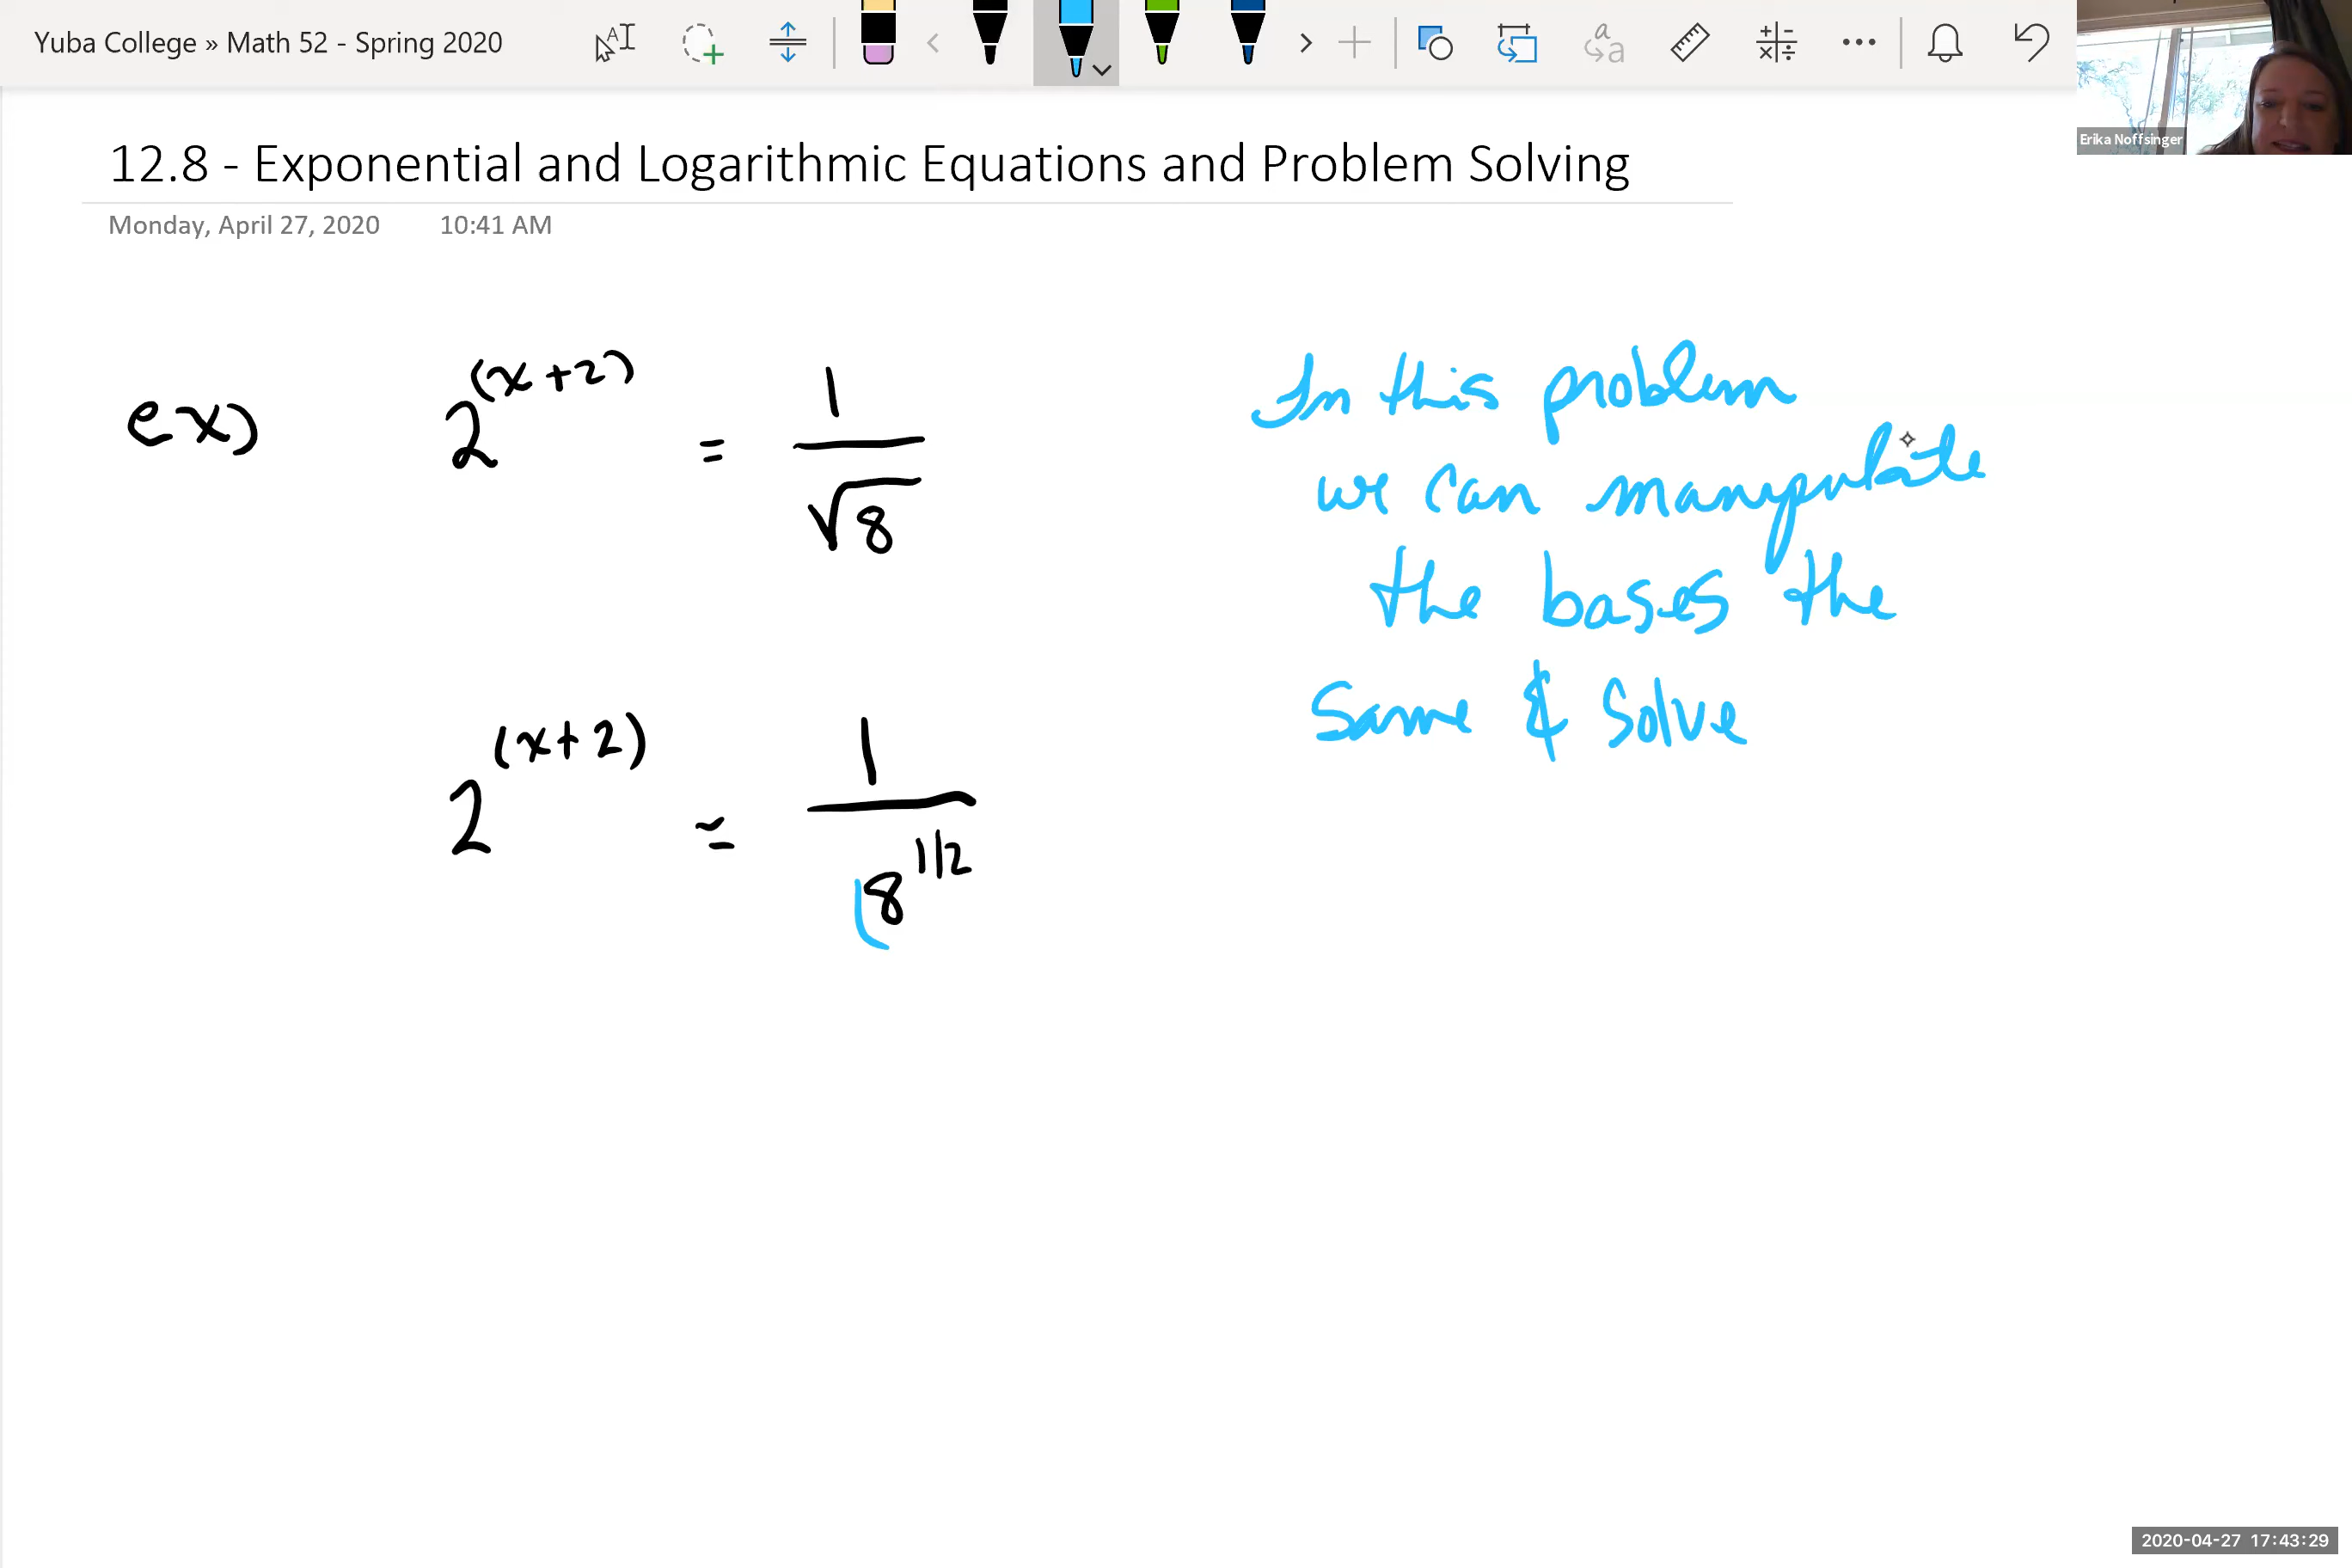 Yuba College » Math 52 - Spring 2020
Erika Noffsinger
12.8 - Exponential and Logarithmic Equations and Problem Solving
Monday, April 27, 2020 10:41 AM
ex) 2^(x+2) = 1/√8
In this problem
we can manypulate
the bases the
Same & Solve
2^(x+2) = 1/8^1/2
2020-04-27 17:43:29